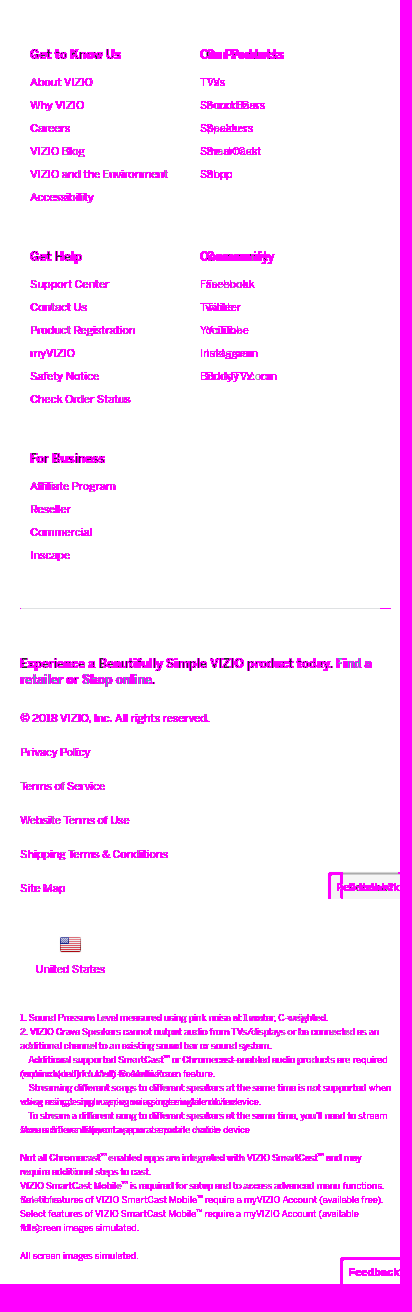 Get to Know Us
About VIZIO
Why VIZIO
Careers
VIZIO Blog
VIZIO and the Environment
Accessibility
Our Products
TVs
Sound Bars
Speakers
SmartCast
Shop
Get Help
Support Center
Contact Us
Product Registration
myVIZIO
Safety Notice
Check Order Status
Community
Facebook
Twitter
YouTube
Instagram
For Business
Affiliate Program
Reseller
Commercial
Inscape
Experience a Beautifully Simple VIZIO product today. Find a
retailer or Shop online.
© 2018 VIZIO, Inc. All rights reserved.
Privacy Policy
Terms of Service
Website Terms of Use
Shipping Terms & Conditions
Site Map
United States
1. Sound Pressure Level measured using pink noise at 1 meter, C-weighted.
2. VIZIO Crave Speakers cannot output audio from TVs/displays or be connected as an
additional channel to an existing sound bar or sound system.
Additional supported SmartCast™ or Chromecast-enabled audio products are required
feature.
Streaming different songs to different speakers at the same time is not supported when
device.
To stream a different song to different speakers at the same time, you'll need to stream
mobile device
Not all Chromecast™ enabled apps are integrated with VIZIO SmartCast™ and may
require additional steps to cast.
VIZIO SmartCast Mobile™ is required for setup and to access advanced menu functions.
features of VIZIO SmartCast Mobile™ require a myVIZIO Account (available free).
Select features of VIZIO SmartCast Mobile™ require a myVIZIO Account (available
screen images simulated.
All screen images simulated.
Feedback